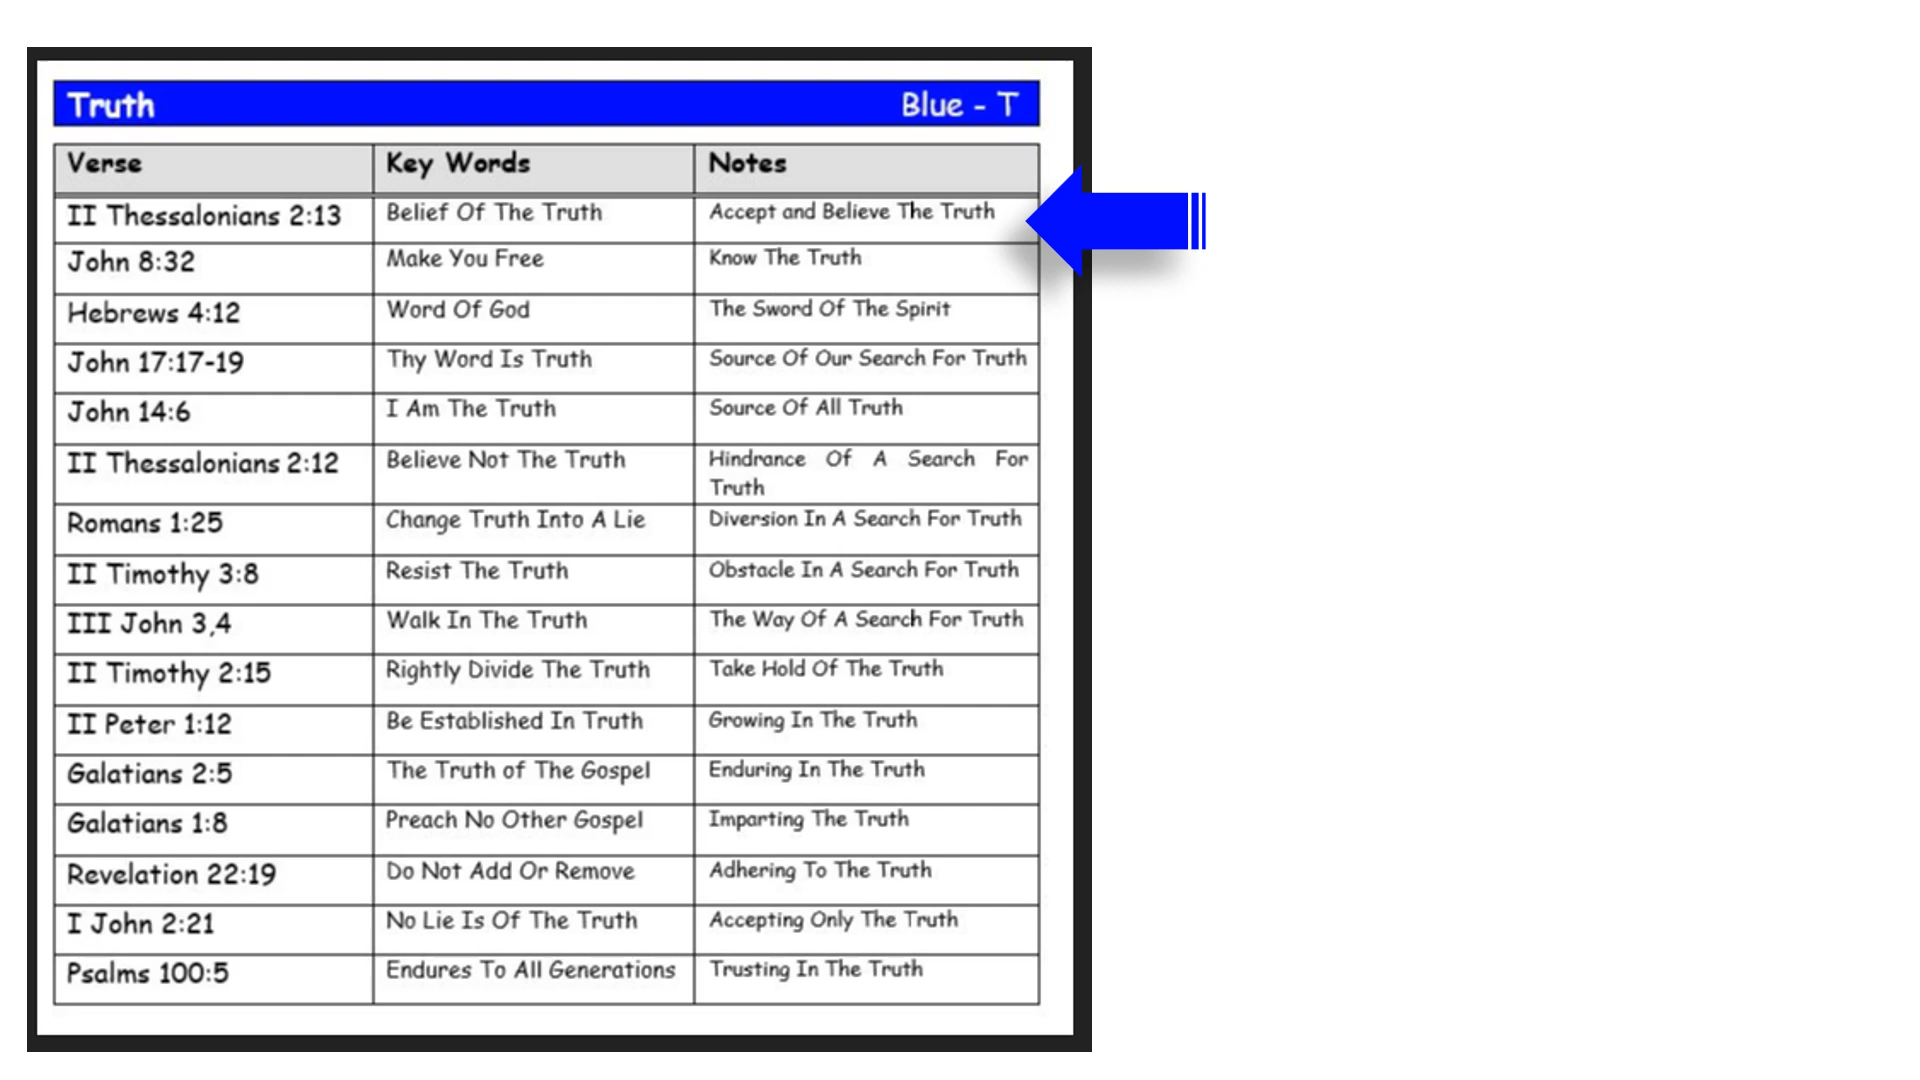 Truth Blue - T
Verse Key Words Notes
II Thessalonians 2:13 Belief Of The Truth Accept and Believe The Truth
John 8:32 Make You Free Know The Truth
Hebrews 4:12 Word Of God The Sword Of The Spirit
John 17:17-19 Thy Word Is Truth Source Of Our Search For Truth
John 14:6 I Am The Truth Source Of All Truth
II Thessalonians 2:12 Believe Not The Truth Hindrance Of A Search For
Truth
Romans 1:25 Change Truth Into A Lie Diversion In A Search For Truth
II Timothy 3:8 Resist The Truth Obstacle In A Search For Truth
III John 3,4 Walk In The Truth The Way Of A Search For Truth
II Timothy 2:15 Rightly Divide The Truth Take Hold Of The Truth
II Peter 1:12 Be Established In Truth Growing In The Truth
Galatians 2:5 The Truth of The Gospel Enduring In The Truth
Galatians 1:8 Preach No Other Gospel Imparting The Truth
Revelation 22:19 Do Not Add Or Remove Adhering To The Truth
I John 2:21 No Lie Is Of The Truth Accepting Only The Truth
Psalms 100:5 Endures To All Generations Trusting In The Truth